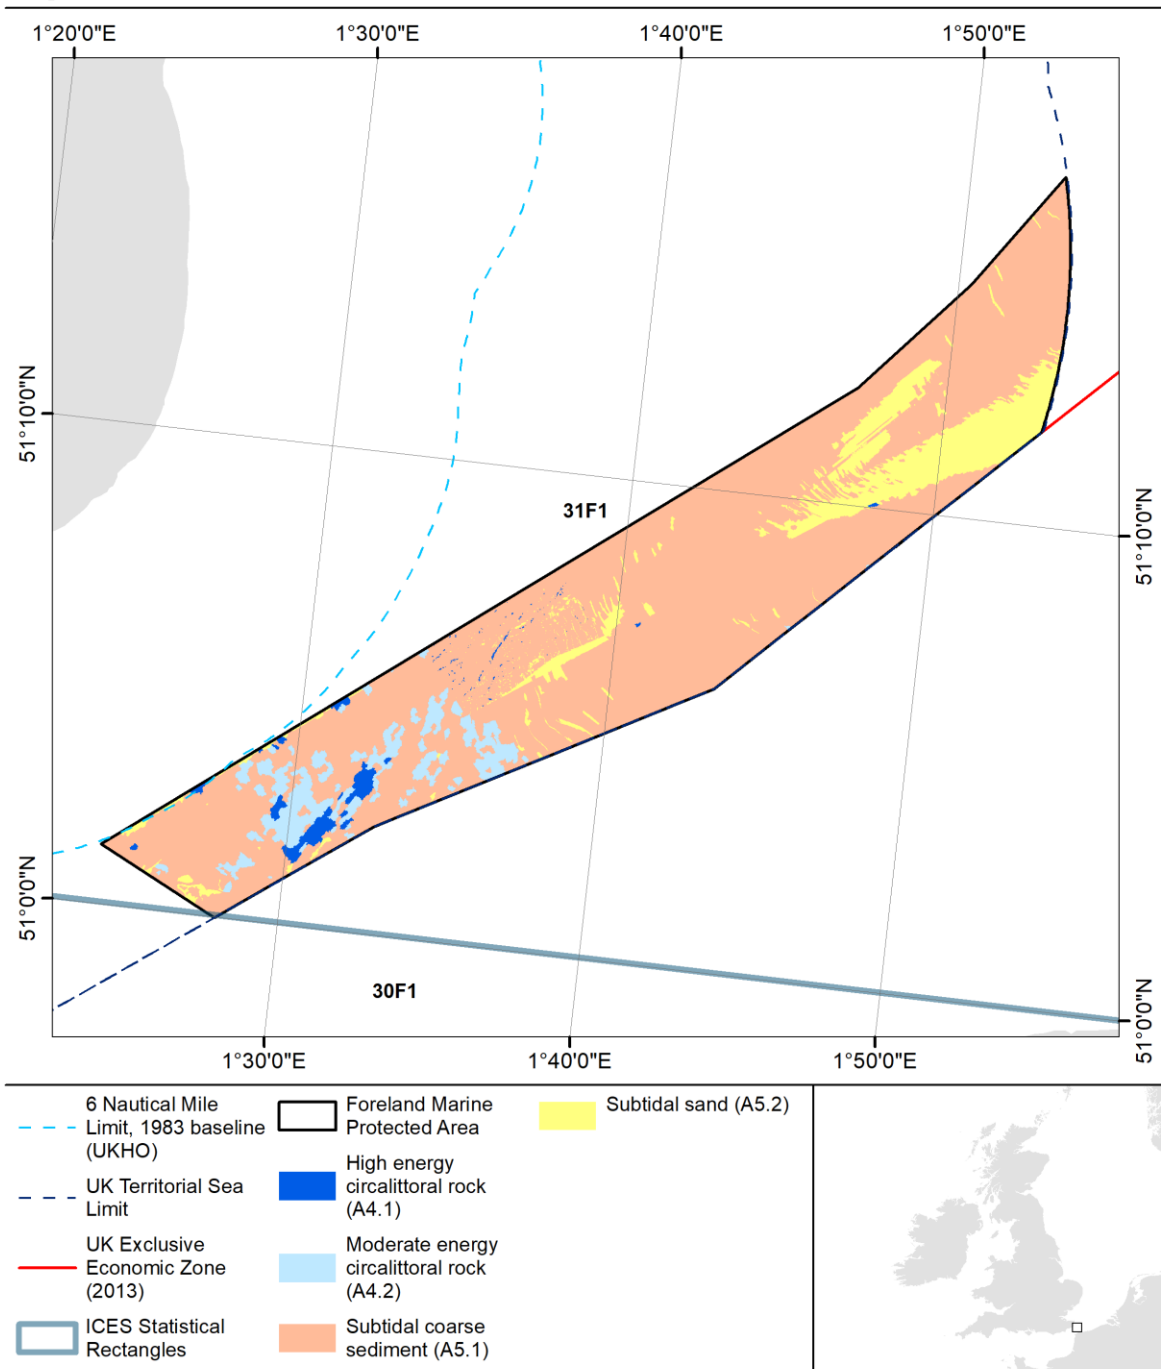 1°20'0"E
1°30'0"E
1°40'0"E
1°50'0"E
51°10'0"N
51°10'0"N
31F1
51°0'0"N
51°0'0"N
30F1
1°30'0"E
1°40'0"E
1°50'0"E
6 Nautical Mile
Limit, 1983 baseline
(UKHO)
UK Territorial Sea
Limit
UK Exclusive
Economic Zone
(2013)
ICES Statistical
Rectangles
Foreland Marine
Protected Area
High energy
circalittoral rock
(A4.1)
Moderate energy
circalittoral rock
(A4.2)
Subtidal coarse
sediment (A5.1)
Subtidal sand (A5.2)